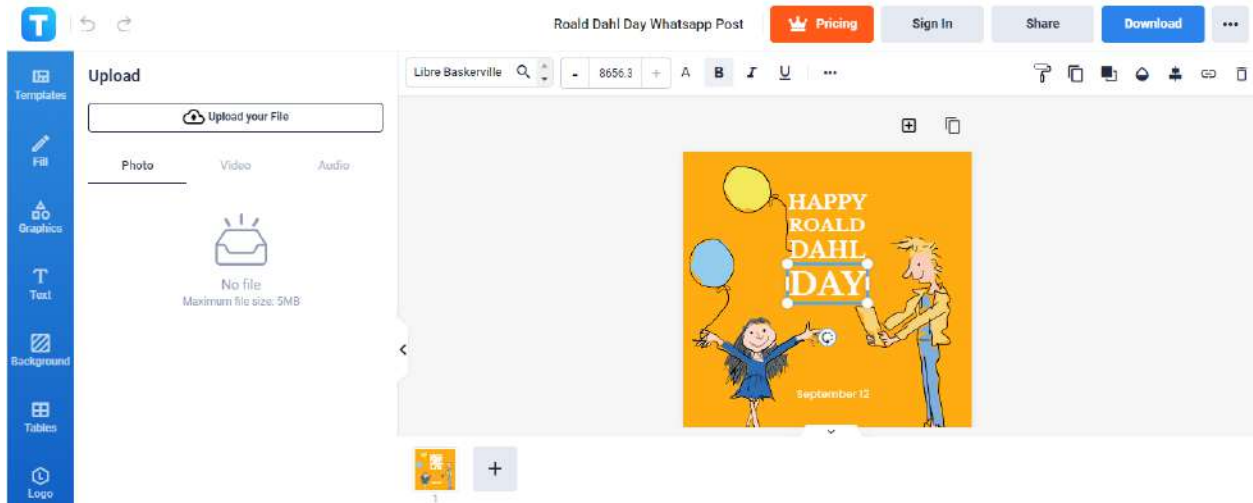 T
Roald Dahl Day Whatsapp Post
Pricing
Sign In
Share
Download
Templates
Fill
Graphics
T
Text
Background
Tables
Logo
Upload
Upload your File
Photo
Video
Audio
No file
Maximum file size: 5MB
Libre Baskerville
- 8656.3 +
A B I U
HAPPY
ROALD
DAHL
DAY
September 12
+
1